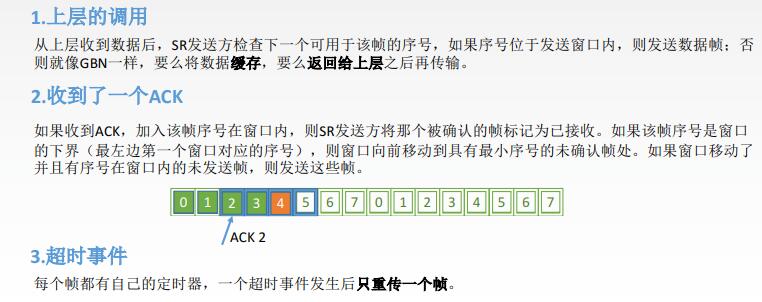 1.上层的调用
从上层收到数据后，SR发送方检查下一个可用于该帧的序号，如果序号位于发送窗口内，则发送数据帧；否
则就像GBN一样，要么将数据缓存，要么返回给上层之后再传输。
2.收到了一个ACK
如果收到ACK，加入该帧序号在窗口内，则SR发送方将那个被确认的帧标记为已接收。如果该帧序号是窗口
的下界（最左边第一个窗口对应的序号），则窗口向前移动到具有最小序号的未确认帧处。如果窗口移动了
并且有序号在窗口内的未发送帧，则发送这些帧。
0 1 2 3 4 5 6 7 0 1 2 3 4 5 6 7
ACK 2
3.超时事件
每个帧都有自己的定时器，一个超时事件发生后只重传一个帧。